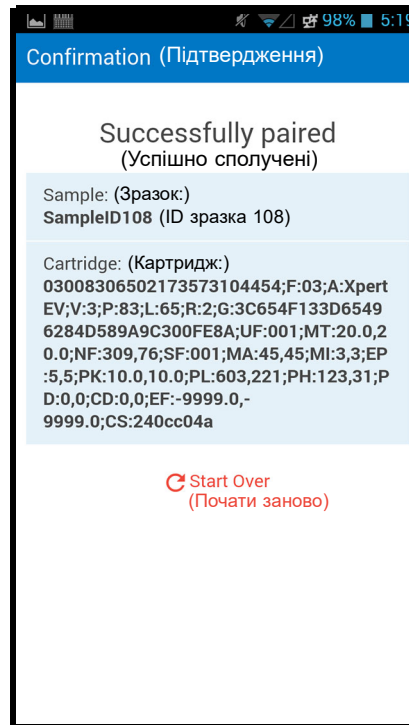 98% 5:19
Confirmation (Підтвердження)
Successfully paired
(Успішно сполучені)
Sample: (Зразок:)
SampleID108 (ID зразка 108)
Cartridge: (Картридж:)
03008306502173573104454;F:03;A:Xpert
EV;V:3;P:83;L:65;R:2;G:3C654F133D6549
6284D589A9C300FE8A;UF:001;MT:20.0,2
0.0;NF:309,76;SF:001;MA:45,45;MI:3,3;EP
:5,5;PK:10.0,10.0;PL:603,221;PH:123,31;P
D:0,0;CD:0,0;EF:-9999.0,-
9999.0;CS:240cc04a
Start Over
(Почати заново)